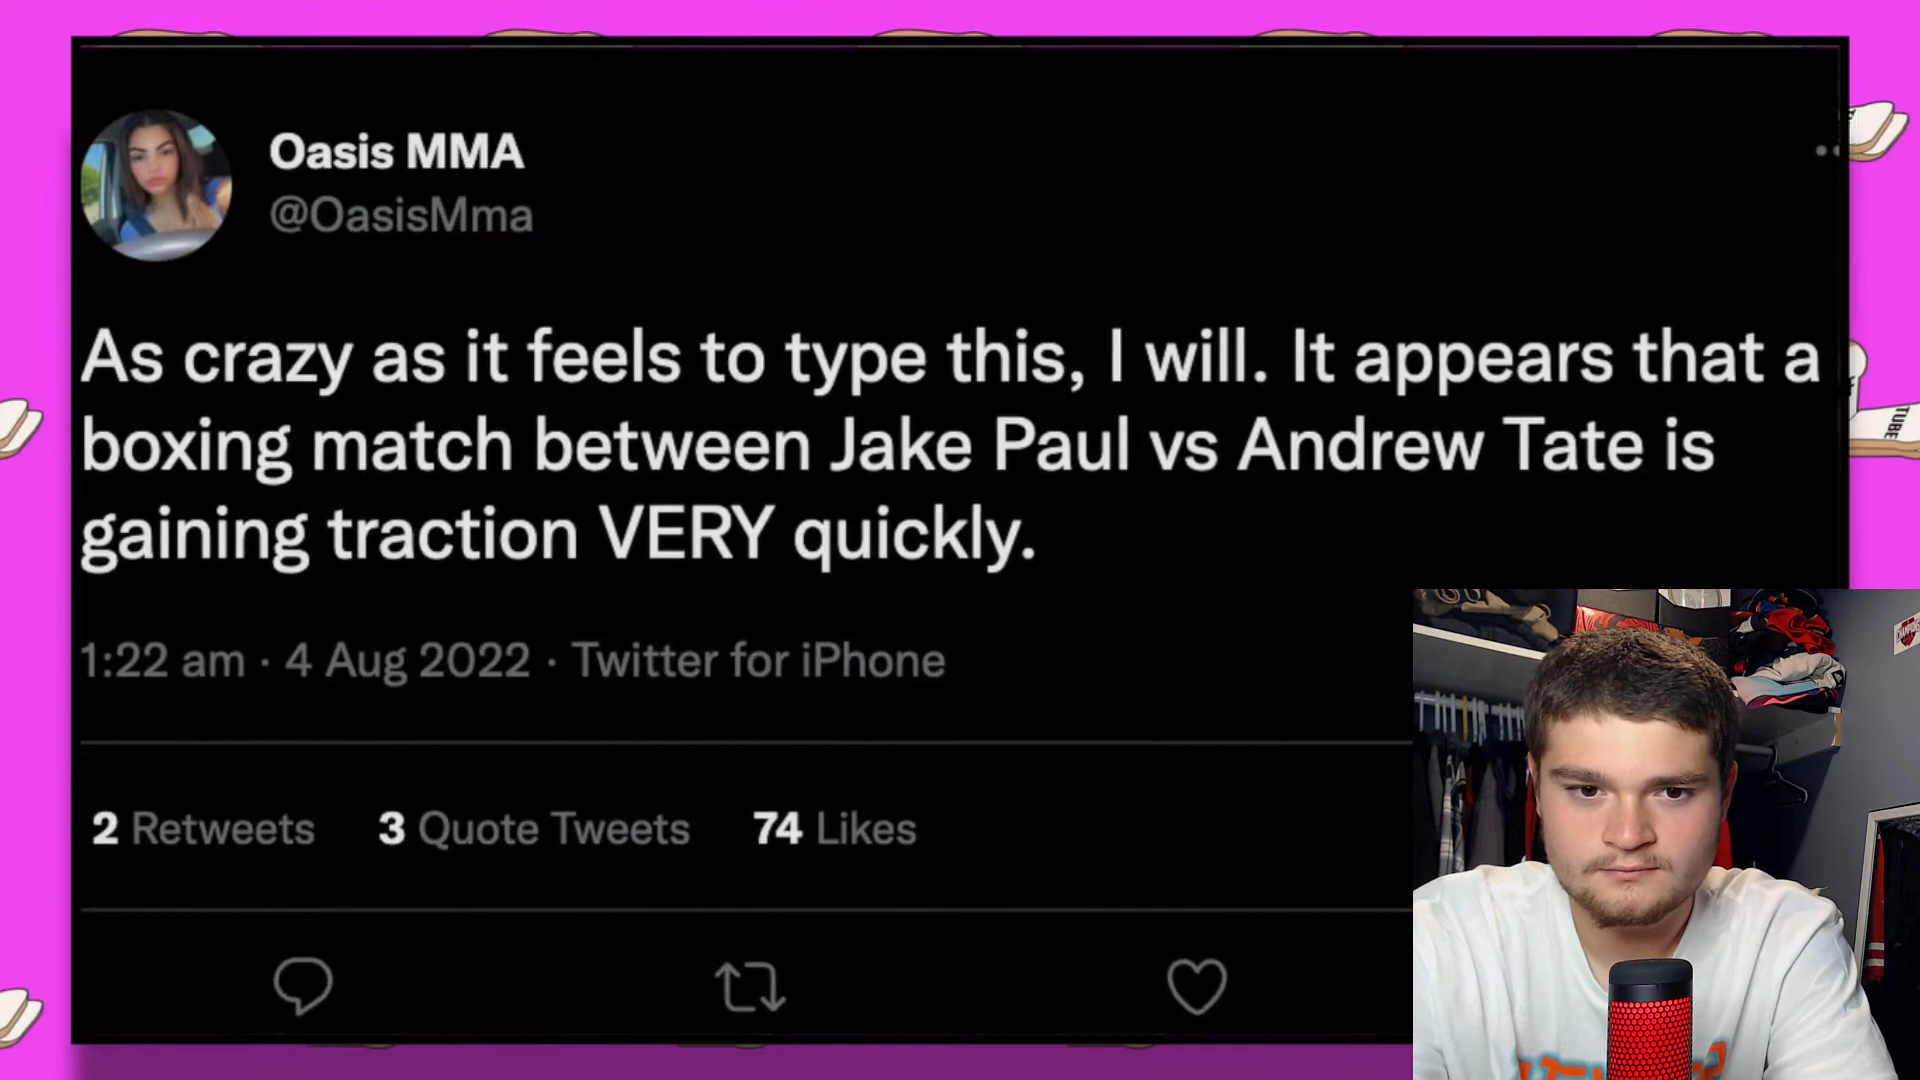 Oasis MMA
@OasisMma
As crazy as it feels to type this, I will. It appears that a
boxing match between Jake Paul vs Andrew Tate is
gaining traction VERY quickly.
1:22 am · 4 Aug 2022 · Twitter for iPhone
2 Retweets 3 Quote Tweets 74 Likes
TUBE